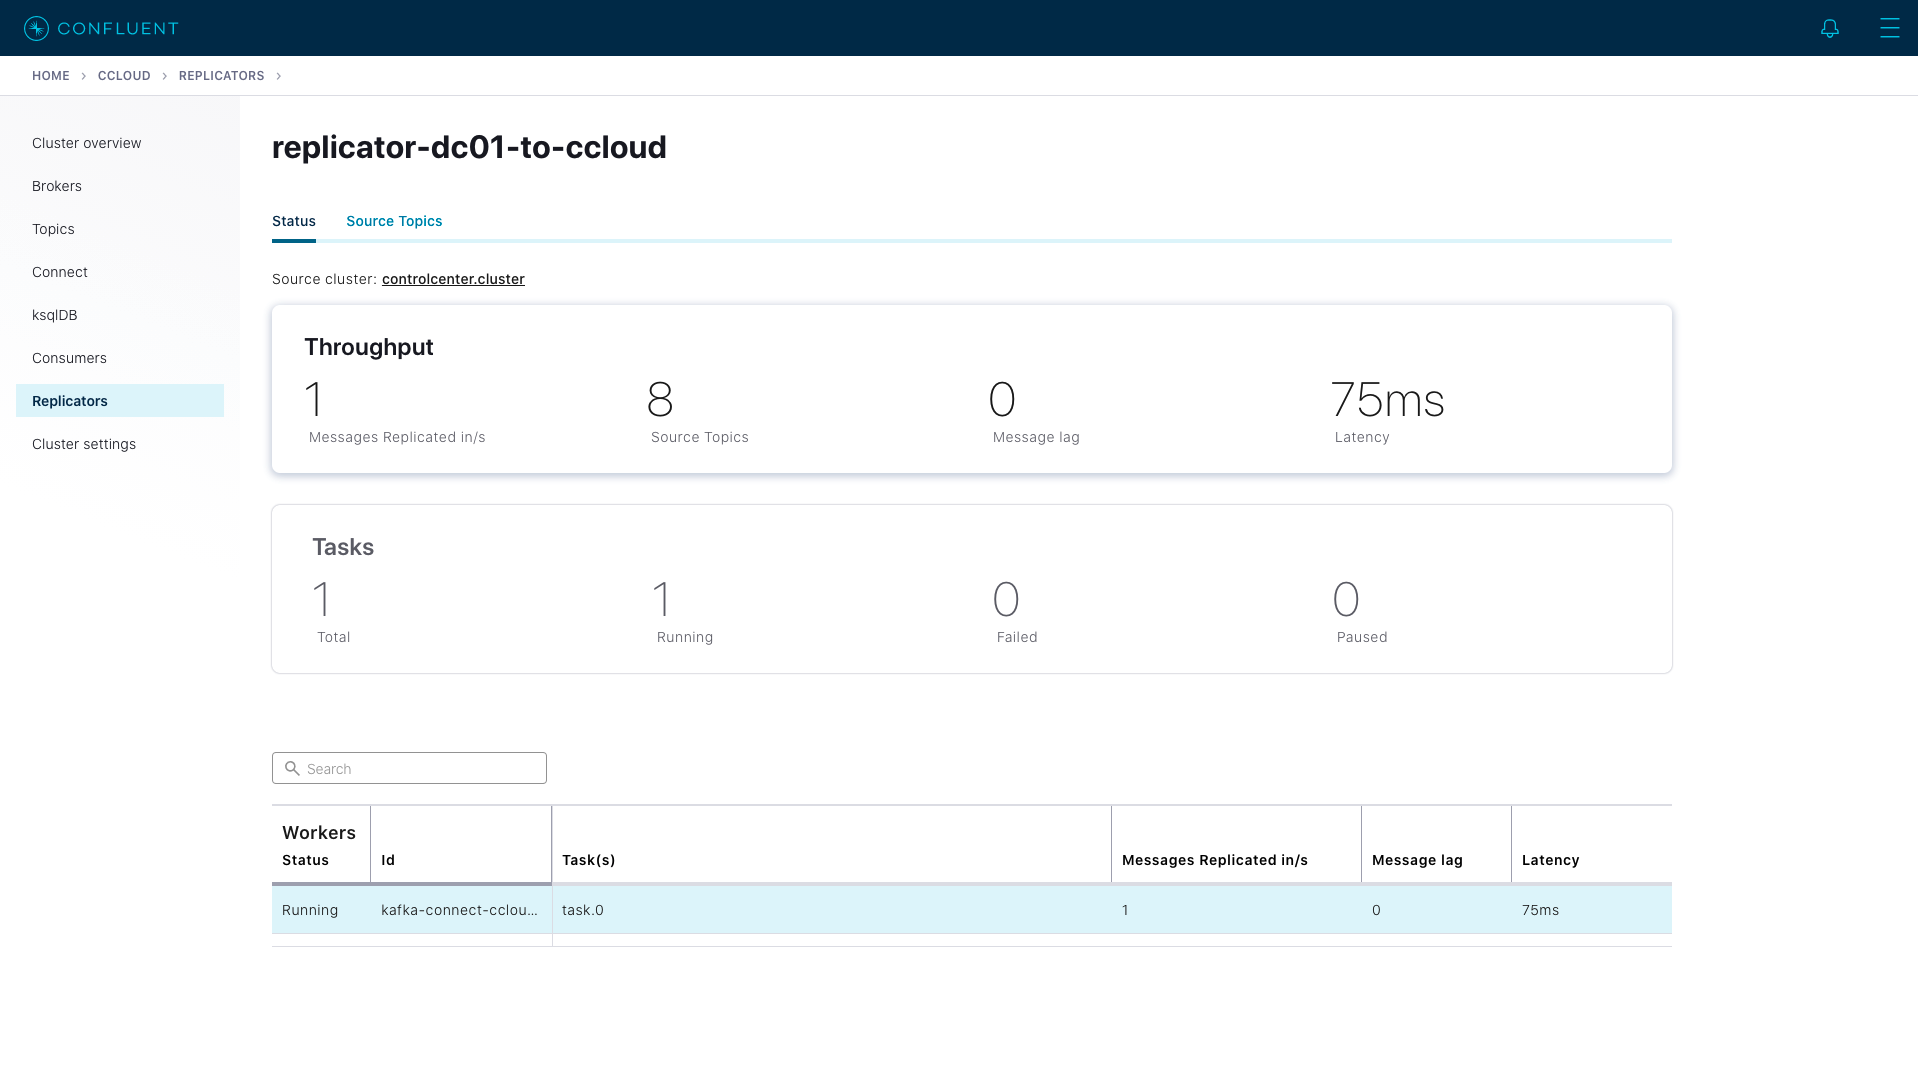 CONFLUENT
HOME > CCLOUD > REPLICATORS >
Cluster overview
Brokers
Topics
Connect
ksqlDB
Consumers
Replicators
Cluster settings
replicator-dc01-to-ccloud
Status Source Topics
Source cluster: controlcenter.cluster
Throughput
1 8 0 75ms
Messages Replicated in/s Source Topics Message lag Latency
Tasks
1 1 0 0
Total Running Failed Paused
Search
Workers
Status Id Task(s) Messages Replicated in/s Message lag Latency
Running kafka-connect-cclou... task.0 1 0 75ms